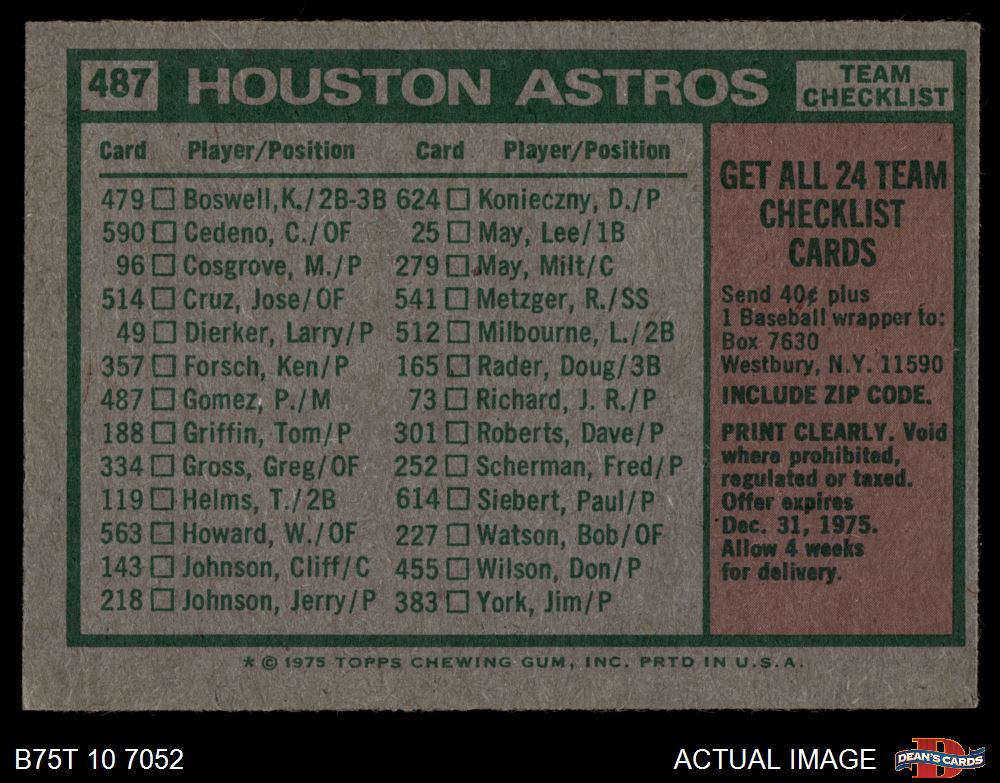 487 HOUSTON ASTROS TEAM CHECKLIST
Card Player/Position Card Player/Position
479 Boswell,K./2B-3B 624 Konieczny, D./P
590 Cedeno, C./OF 25 May, Lee/1B
96 Cosgrove, M./P 279 May, Milt/C
514 Cruz, Jose/OF 541 Metzger, R./SS
49 Dierker, Larry/P 512 Milbourne, L./2B
357 Forsch, Ken/P 165 Rader, Doug/3B
487 Gomez, P./M 73 Richard, J. R./P
188 Griffin, Tom/P 301 Roberts, Dave/P
334 Gross, Greg/OF 252 Scherman, Fred/P
119 Helms, T./2B 614 Siebert, Paul/P
563 Howard, W./OF 227 Watson, Bob/OF
143 Johnson, Cliff/C 455 Wilson, Don/P
218 Johnson, Jerry/P 383 York, Jim/P
GET ALL 24 TEAM
CHECKLIST
CARDS
Send 40¢ plus
1 Baseball wrapper to:
Box 7630
Westbury, N.Y. 11590
INCLUDE ZIP CODE.
PRINT CLEARLY. Void
where prohibited,
regulated or taxed.
Offer expires
Dec. 31, 1975.
Allow 4 weeks
for delivery.
* © 1975 TOPPS CHEWING GUM, INC. PRTD IN U.S.A.
B75T 10 7052 ACTUAL IMAGE D DEAN'S CARDS